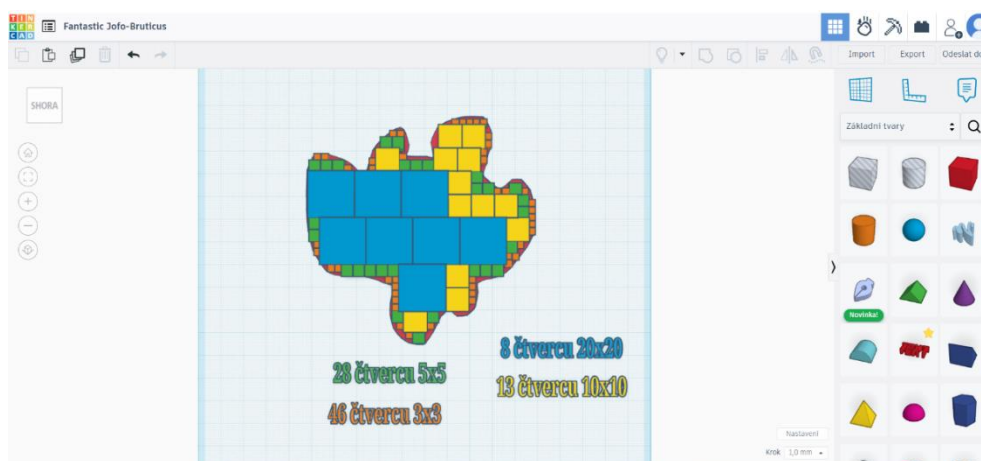 TIN
KER
CAD
Fantastic Jofo-Bruticus
Import
Export
Odeslat do
SHORA
Základní tvary
Novinka!
8 čtvercu 20x20
28 čtvercu 5x5
13 čtvercu 10x10
46 čtvercu 3x3
Nastavení
Krok 1,0 mm